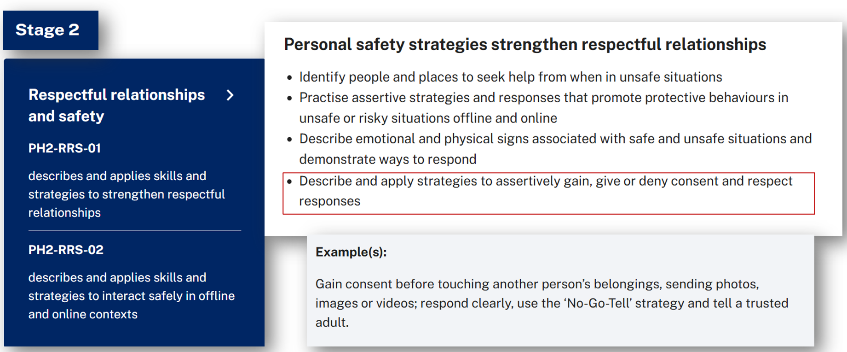 Stage 2
Respectful relationships
and safety
PH2-RRS-01
describes and applies skills and
strategies to strengthen respectful
relationships
PH2-RRS-02
describes and applies skills and
strategies to interact safely in offline
and online contexts
Personal safety strategies strengthen respectful relationships
• Identify people and places to seek help from when in unsafe situations
• Practise assertive strategies and responses that promote protective behaviours in
unsafe or risky situations offline and online
• Describe emotional and physical signs associated with safe and unsafe situations and
demonstrate ways to respond
• Describe and apply strategies to assertively gain, give or deny consent and respect
responses
Example(s):
Gain consent before touching another person's belongings, sending photos,
images or videos; respond clearly, use the ‘No-Go-Tell’ strategy and tell a trusted
adult.